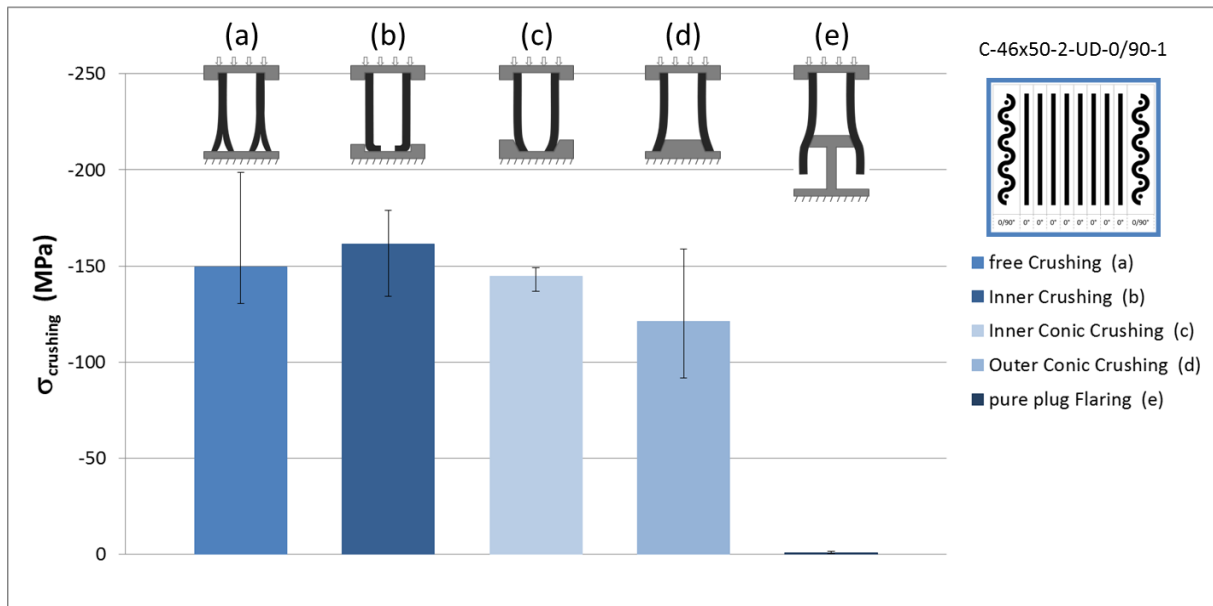 (a)
(b)
(c)
(d)
(e)
C-46x50-2-UD-0/90-1
-250
-200
-150
-100
-50
0
σcrushing (MPa)
0/90° 0° 0° 0° 0° 0° 0° 0° 0° 0/90°
free Crushing (a)
Inner Crushing (b)
Inner Conic Crushing (c)
Outer Conic Crushing (d)
pure plug Flaring (e)